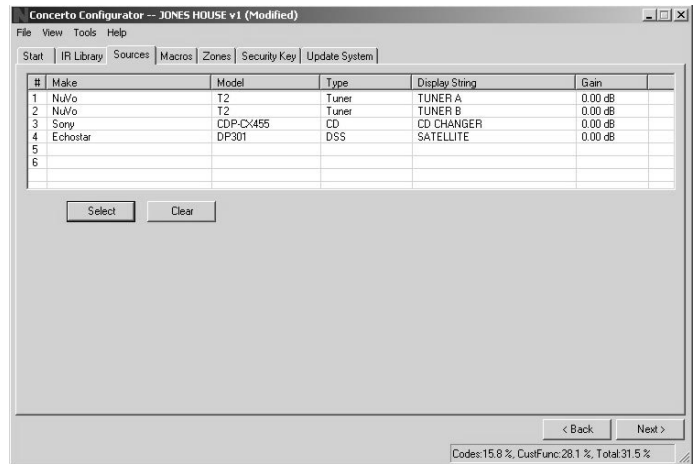 Concerto Configurator -- JONES HOUSE v1 (Modified)
File View Tools Help
Start IR Library Sources Macros Zones Security Key Update System
# Make Model Type Display String Gain
1 NuVo T2 Tuner TUNER A 0.00 dB
2 NuVo T2 Tuner TUNER B 0.00 dB
3 Sony CDP-CX455 CD CD CHANGER 0.00 dB
4 Echostar DP301 DSS SATELLITE 0.00 dB
5
6
Select Clear
< Back Next >
Codes:15.8 %, CustFunc:28.1 %, Total:31.5 %